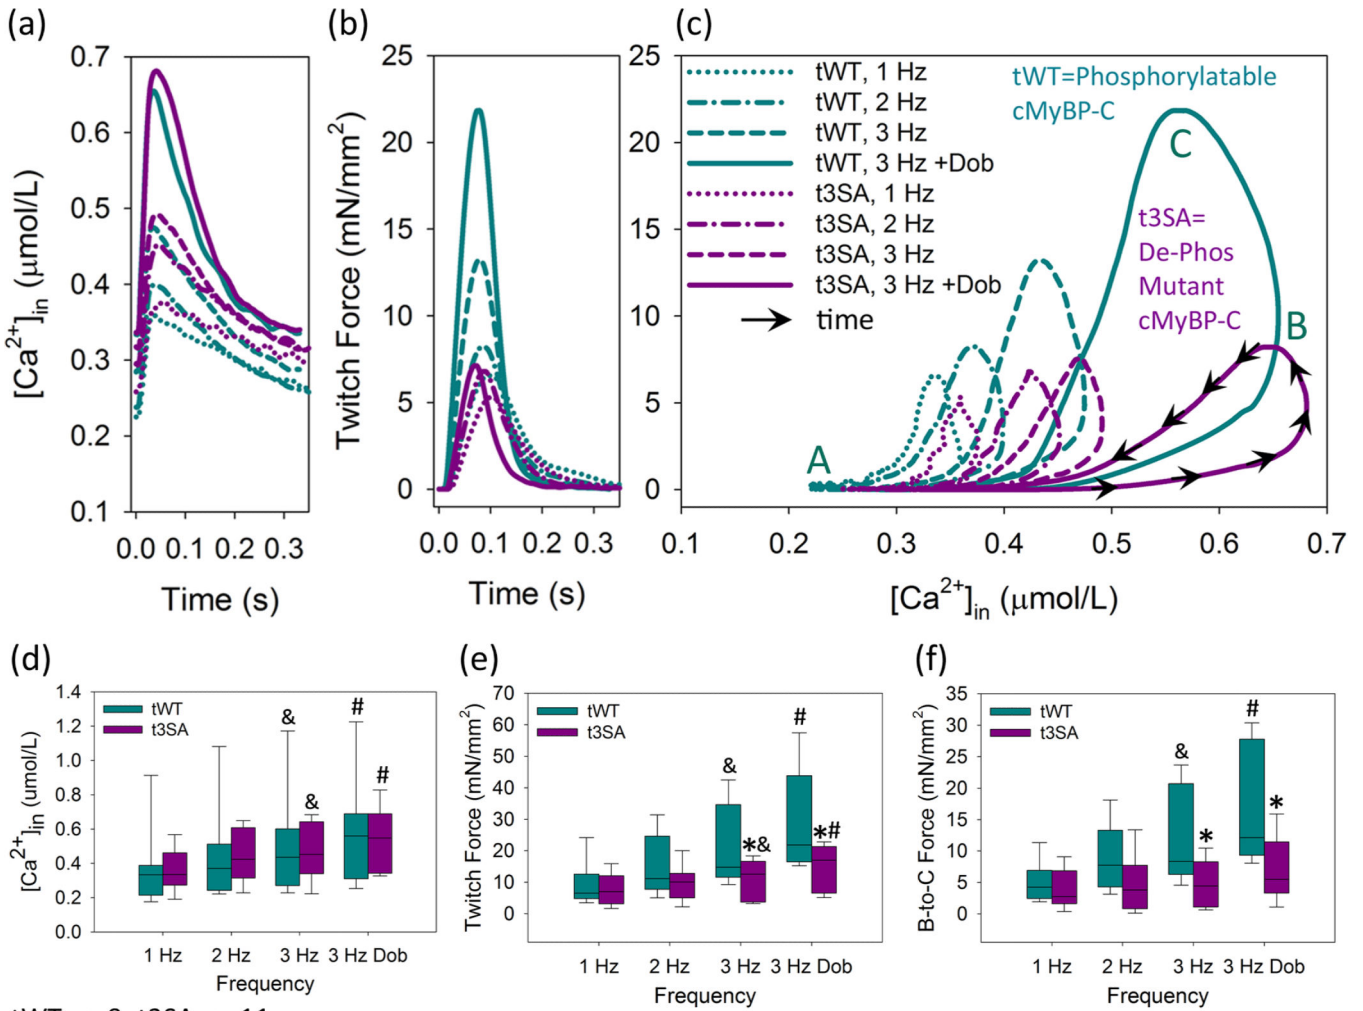 (a)
0.7
0.6
0.5
0.4
0.3
0.2
0.1
[Ca2+]in (μmol/L)
0.0 0.1 0.2 0.3
Time (s)
(b)
25
20
15
10
5
0
Twitch Force (mN/mm2)
0.0 0.1 0.2 0.3
Time (s)
(c)
25
20
15
10
5
0
tWT, 1 Hz
tWT, 2 Hz
tWT, 3 Hz
tWT, 3 Hz +Dob
t3SA, 1 Hz
t3SA, 2 Hz
t3SA, 3 Hz
t3SA, 3 Hz +Dob
time
tWT=Phosphorylatable
cMyBP-C
C
t3SA=
De-Phos
Mutant
cMyBP-C
B
A
0.1 0.2 0.3 0.4 0.5 0.6 0.7
[Ca2+]in (μmol/L)
(d)
1.4
1.2
1.0
0.8
0.6
0.4
0.2
0.0
[Ca2+]in (umol/L)
tWT
t3SA
&
&
#
#
1 Hz 2 Hz 3 Hz 3 Hz Dob
Frequency
(e)
70
60
50
40
30
20
10
0
Twitch Force (mN/mm2)
tWT
t3SA
&
*&
#
*#
1 Hz 2 Hz 3 Hz 3 Hz Dob
Frequency
(f)
35
30
25
20
15
10
5
0
B-to-C Force (mN/mm2)
tWT
t3SA
&
*
#
*
1 Hz 2 Hz 3 Hz 3 Hz Dob
Frequency